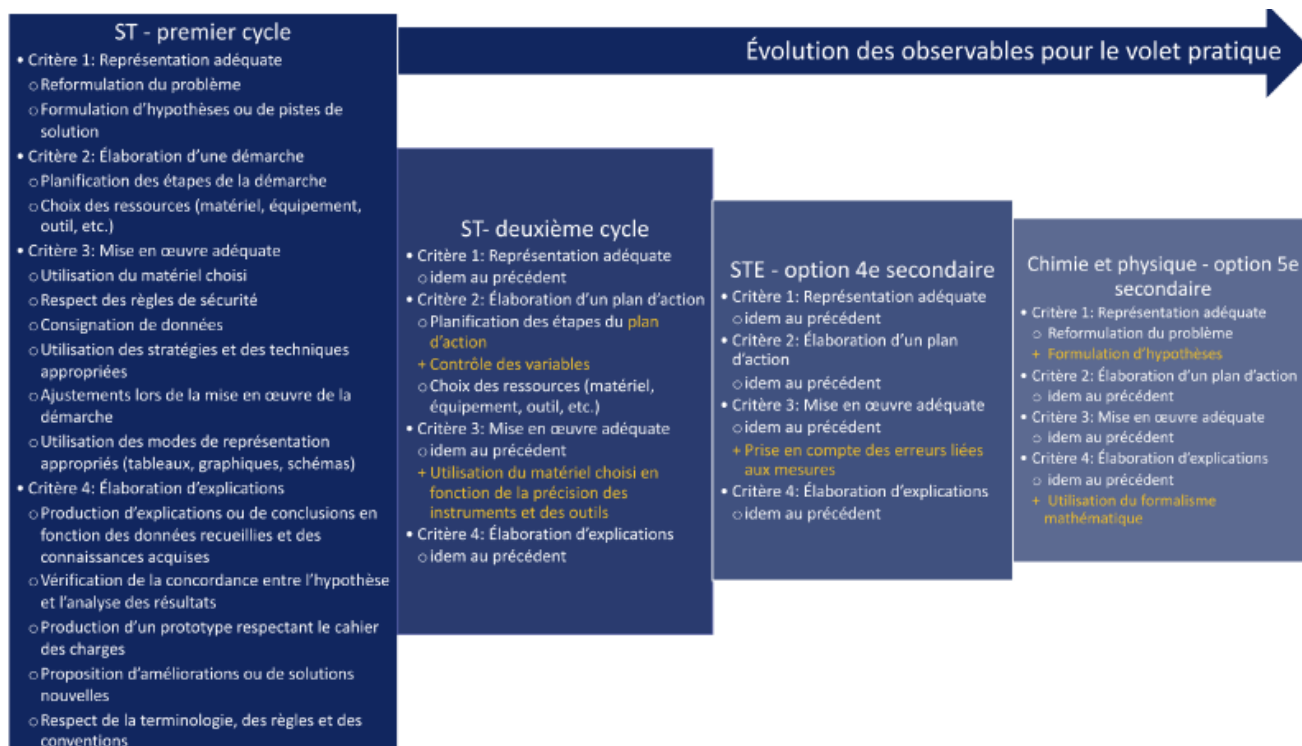 Évolution des observables pour le volet pratique
ST - premier cycle
• Critère 1: Représentation adéquate
o Reformulation du problème
o Formulation d'hypothèses ou de pistes de
solution
• Critère 2: Élaboration d'une démarche
o Planification des étapes de la démarche
o Choix des ressources (matériel, équipement,
outil, etc.)
• Critère 3: Mise en œuvre adéquate
o Utilisation du matériel choisi
o Respect des règles de sécurité
o Consignation de données
o Utilisation des stratégies et des techniques
appropriées
o Ajustements lors de la mise en œuvre de la
démarche
o Utilisation des modes de représentation
appropriés (tableaux, graphiques, schémas)
• Critère 4: Élaboration d'explications
o Production d'explications ou de conclusions en
fonction des données recueillies et des
connaissances acquises
o Vérification de la concordance entre l'hypothèse
et l'analyse des résultats
o Production d'un prototype respectant le cahier
des charges
o Proposition d'améliorations ou de solutions
nouvelles
o Respect de la terminologie, des règles et des
conventions
ST- deuxième cycle
• Critère 1: Représentation adéquate
o idem au précédent
• Critère 2: Élaboration d'un plan d'action
o Planification des étapes du plan
d'action
+ Contrôle des variables
o Choix des ressources (matériel,
équipement, outil, etc.)
• Critère 3: Mise en œuvre adéquate
o idem au précédent
+ Utilisation du matériel choisi en
fonction de la précision des
instruments et des outils
• Critère 4: Élaboration d'explications
o idem au précédent
STE - option 4e secondaire
• Critère 1: Représentation adéquate
o idem au précédent
• Critère 2: Élaboration d'un plan
d'action
o idem au précédent
• Critère 3: Mise en œuvre adéquate
o idem au précédent
+ Prise en compte des erreurs liées
aux mesures
• Critère 4: Élaboration d'explications
o idem au précédent
Chimie et physique - option 5e
secondaire
• Critère 1: Représentation adéquate
o Reformulation du problème
+ Formulation d'hypothèses
• Critère 2: Élaboration d'un plan d'action
o idem au précédent
• Critère 3: Mise en œuvre adéquate
o idem au précédent
• Critère 4: Élaboration d'explications
o idem au précédent
+ Utilisation du formalisme
mathématique